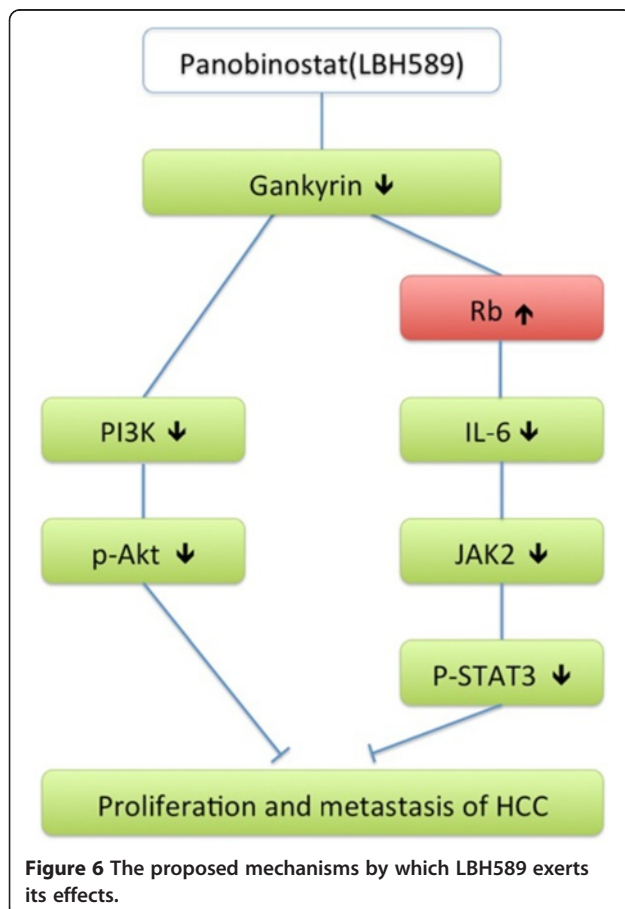 Panobinostat(LBH589)
Gankyrin ↓
Rb ↑
PI3K ↓
IL-6 ↓
p-Akt ↓
JAK2 ↓
P-STAT3 ↓
Proliferation and metastasis of HCC
Figure 6 The proposed mechanisms by which LBH589 exerts
its effects.